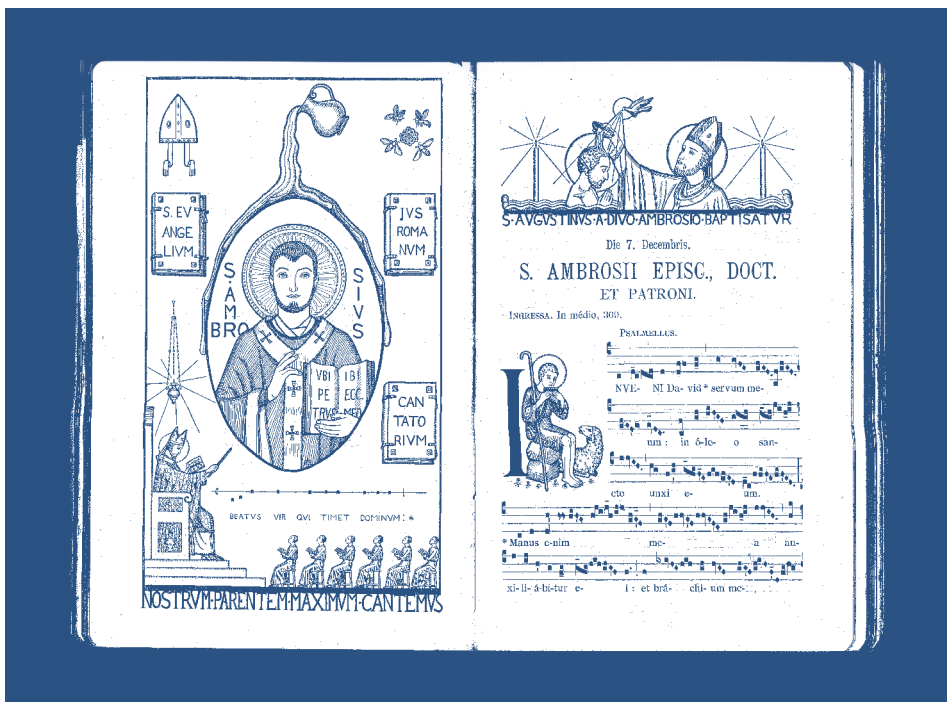 S. EV
ANGE
LIVM
JVS
ROMA
NVM
S. AM
BRO
SIVS
VBI IBI
PE ECC
TRVS MED
CAN
TATO
RIVM.
BEATVS VIR QVI TIMET DOMINVM: *
NOSTRVM·PARENTEM·MAXIMVM·CANTEMVS
S·AVGVSTINVS·A·DIVO·AMBROSIO·BAPTISATVR
Die 7. Decembris.
S. AMBROSII EPISC., DOCT.
ET PATRONI.
INGRESSA. In médio, 309.
PSALMELLUS.
INVE- NI Da- vid * servum me-
um : in ó-le- o san-
cto unxi e- um.
* Manus e-nim me- a au-
xi-li-á-bi-tur e- i : et brá- chi-um me-